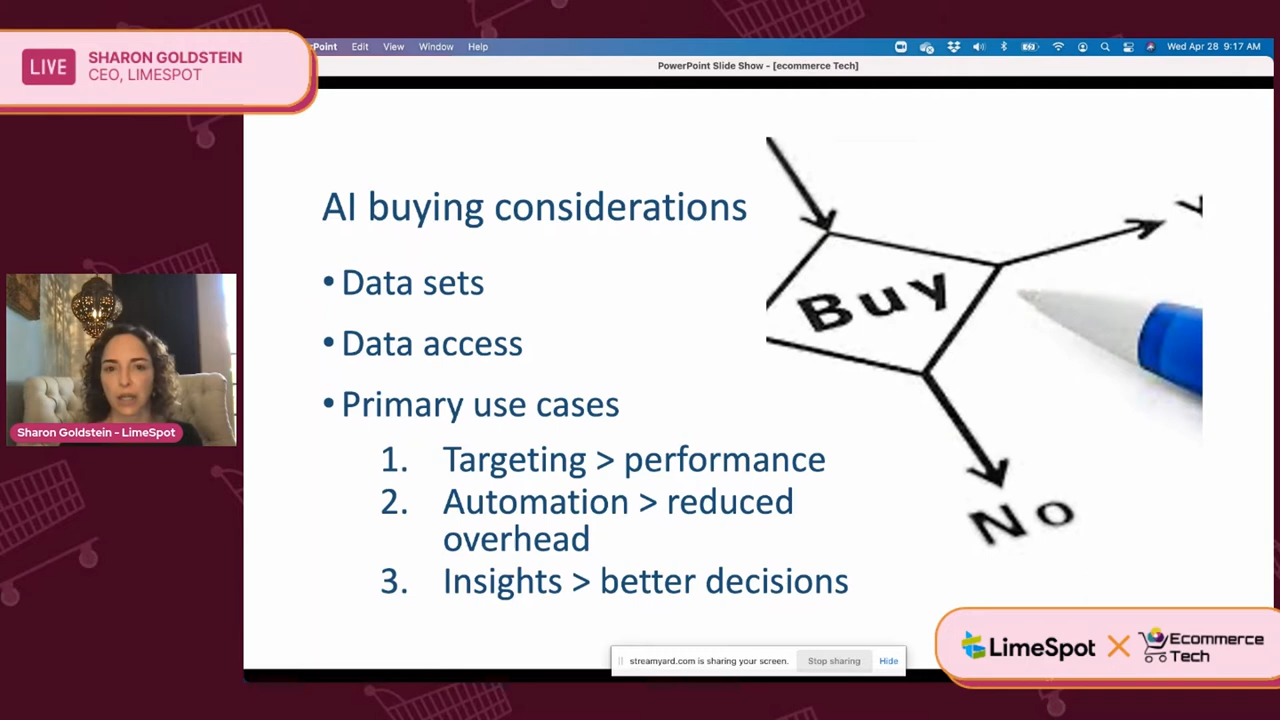 LIVE
SHARON GOLDSTEIN
CEO, LIMESPOT
Edit View Window Help
Wed Apr 28 9:17 AM
PowerPoint Slide Show - [ecommerce Tech]
AI buying considerations
• Data sets
• Data access
• Primary use cases
1. Targeting > performance
2. Automation > reduced
overhead
3. Insights > better decisions
Buy
No
Sharon Goldstein - LimeSpot
streamyard.com is sharing your screen. Stop sharing Hide
LimeSpot X Ecommerce
Tech